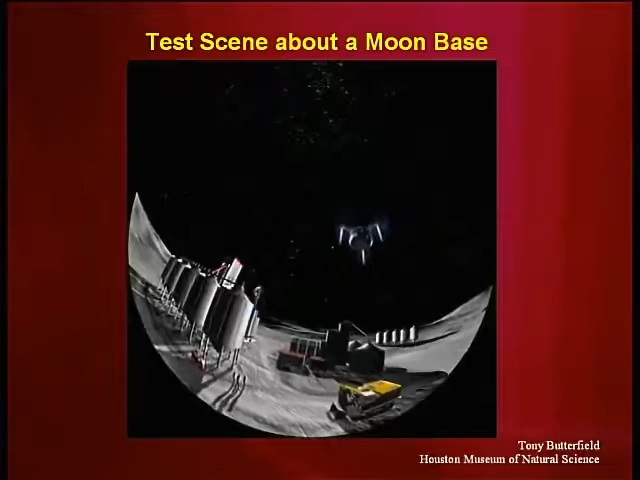 Test Scene about a Moon Base
Tony Butterfield
Houston Museum of Natural Science